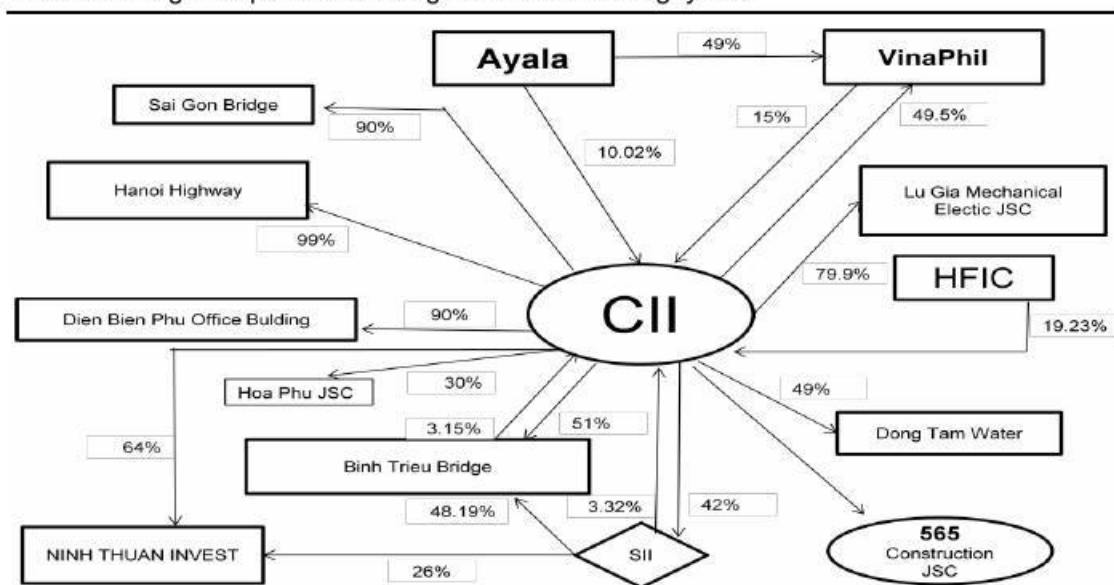 Ayala
49%
VinaPhil
Sai Gon Bridge
90%
15%
49.5%
10.02%
Hanoi Highway
99%
Lu Gia Mechanical
Electic JSC
79.9%
HFIC
CII
19.23%
Dien Bien Phu Office Bulding
90%
Hoa Phu JSC
30%
49%
3.15%
51%
Dong Tam Water
64%
Binh Trieu Bridge
48.19%
3.32%
42%
NINH THUAN INVEST
26%
SII
565
Construction
JSC